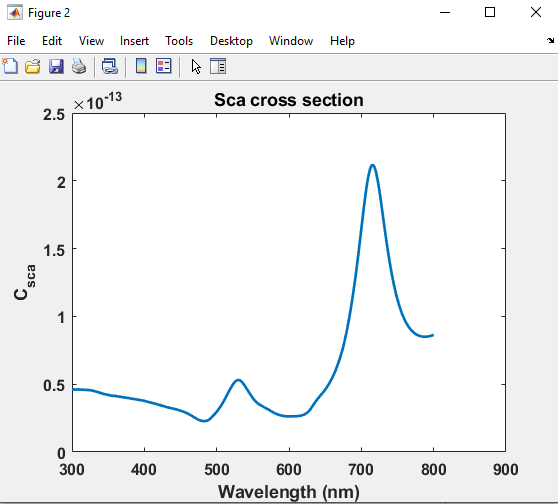 Figure 2
File Edit View Insert Tools Desktop Window Help
×10-13
Sca cross section
2.5
2
1.5
1
0.5
0
Csca
300 400 500 600 700 800 900
Wavelength (nm)